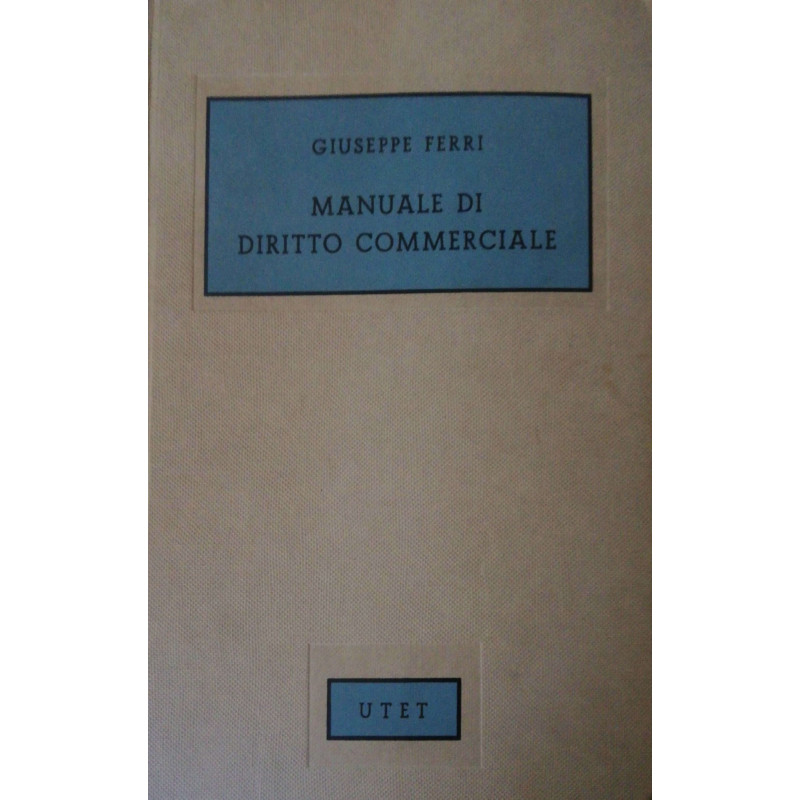 GIUSEPPE FERRI
MANUALE DI
DIRITTO COMMERCIALE
UTET